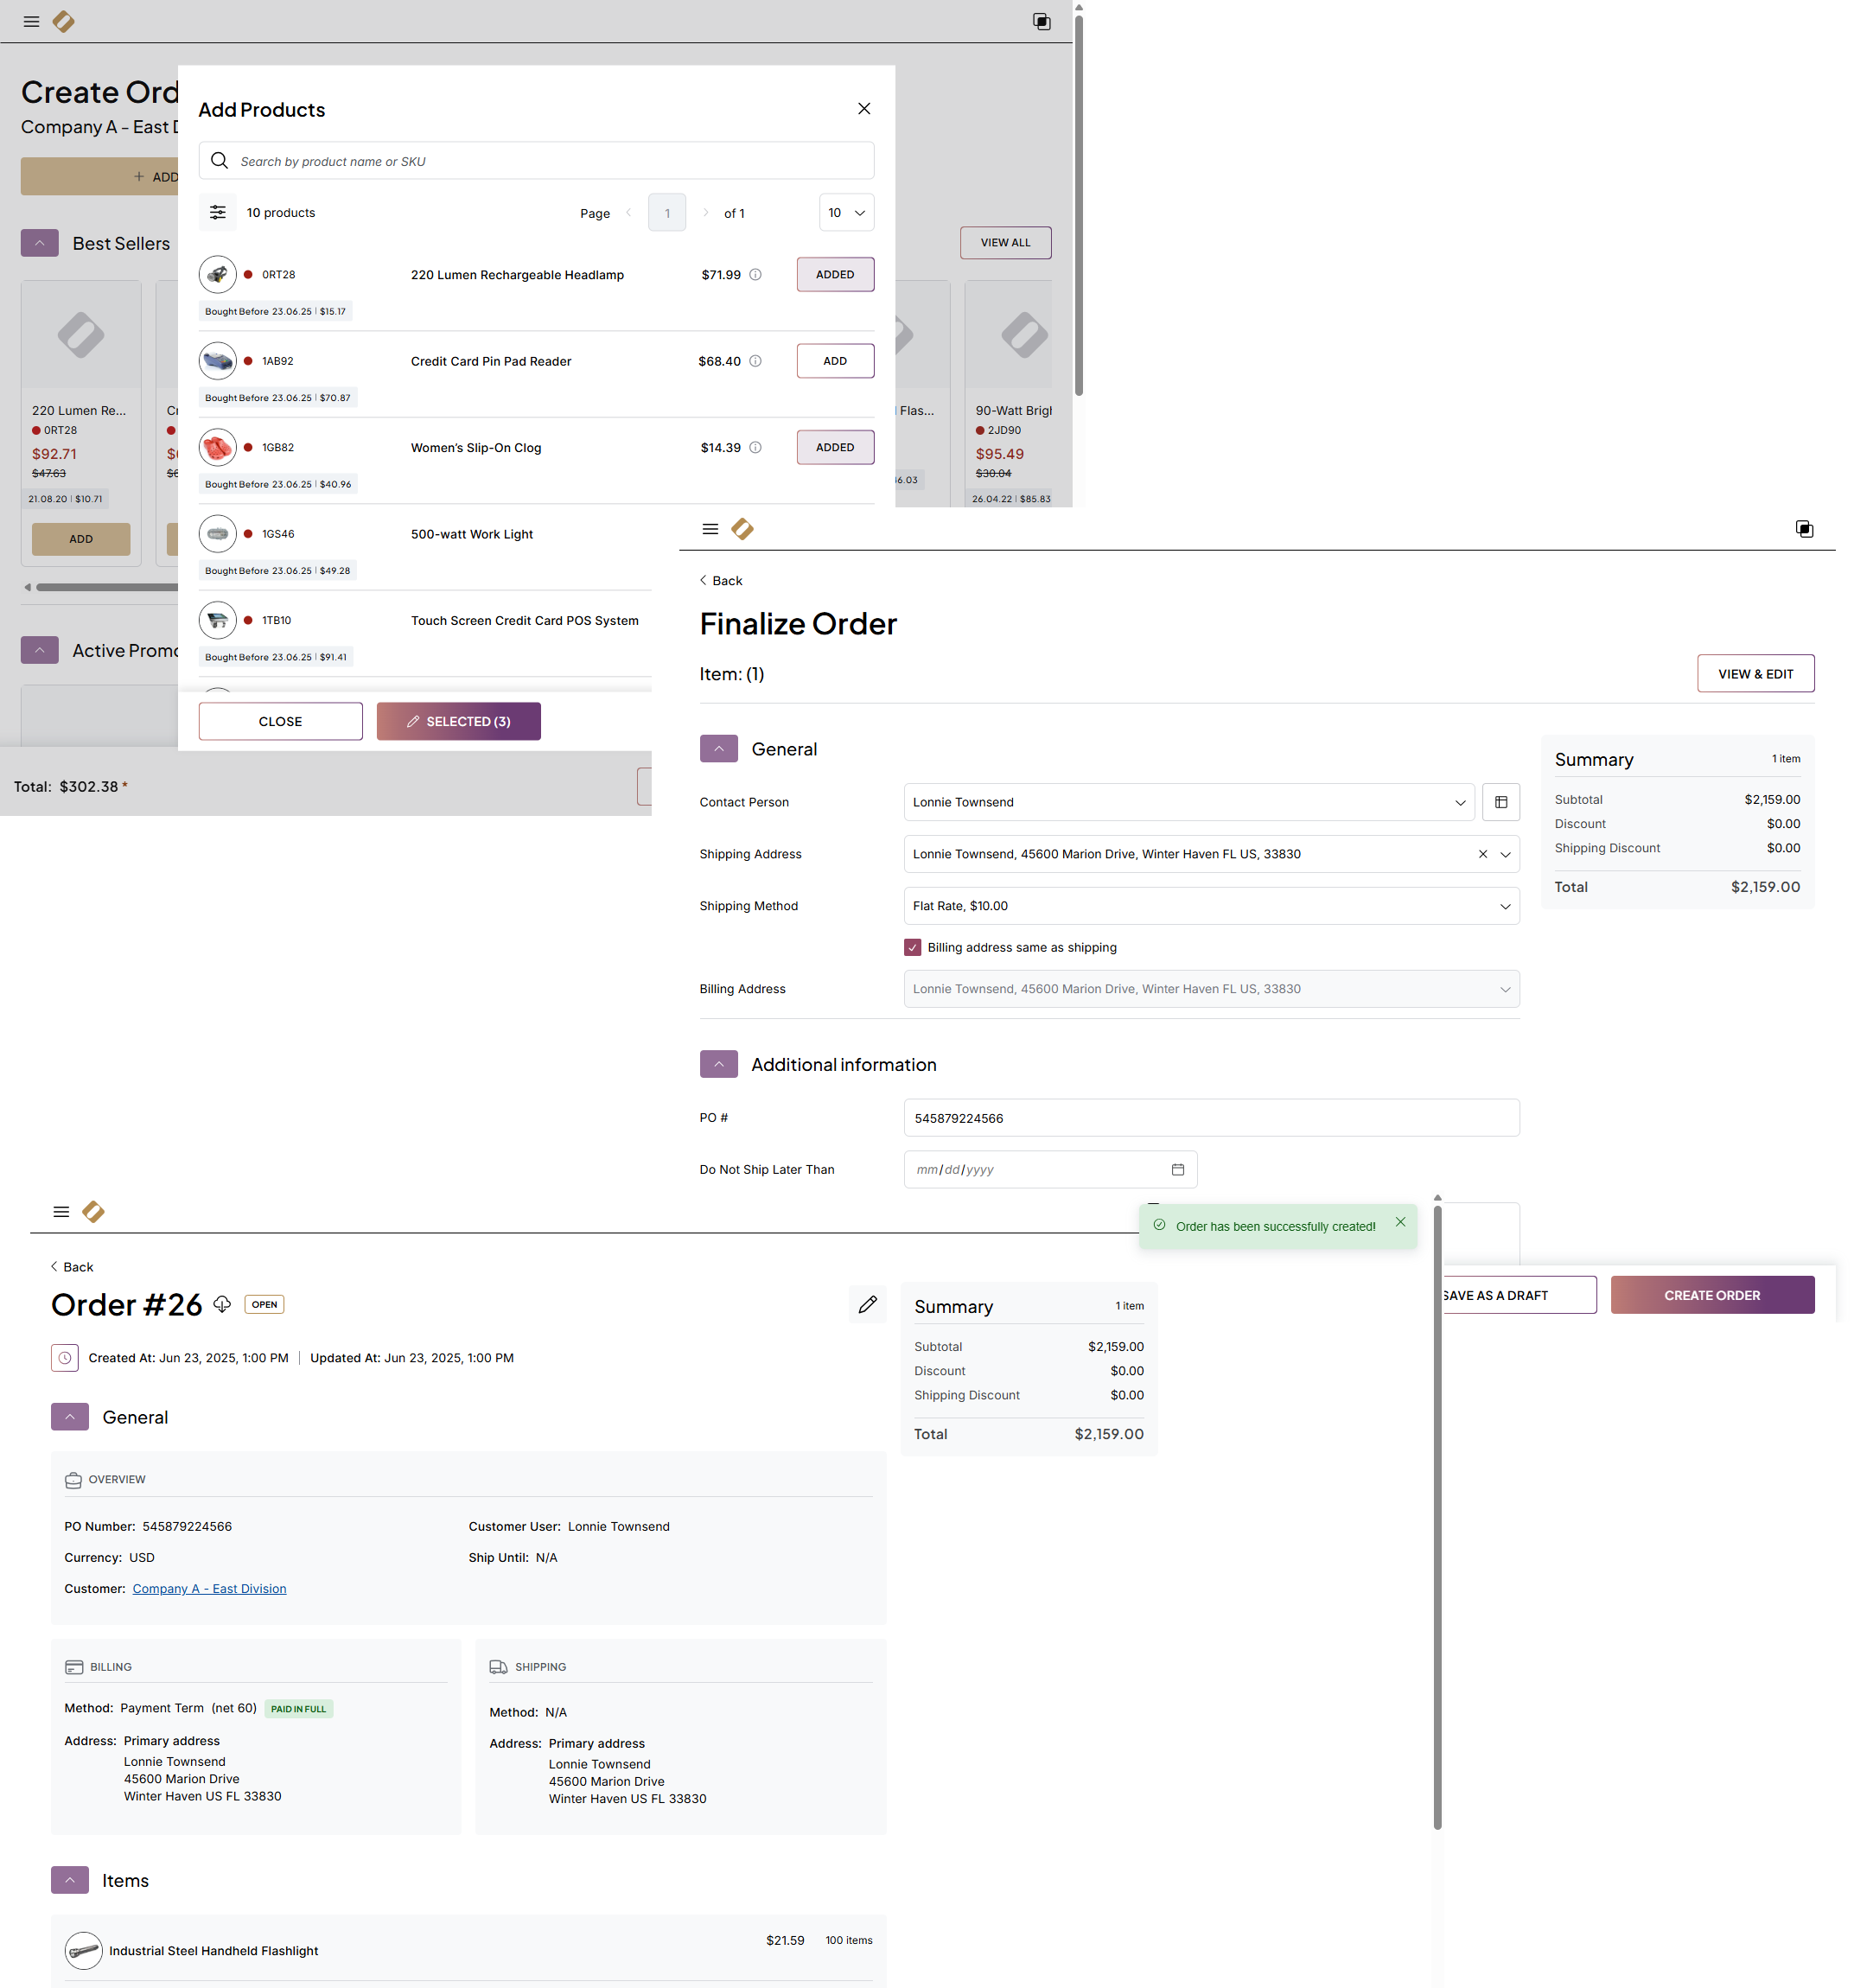 Create Ord
Company A - East D
+ ADD
Best Sellers
VIEW ALL
220 Lumen Re...
0RT28
$92.71
$47.63
21.08.20 | $10.71
ADD
Flas...
6.03
90-Watt Brigh
2JD90
$95.49
$30.04
26.04.22 | $85.83
Active Promo
Total: $302.38 *
Add Products
Search by product name or SKU
10 products
Page 1 of 1
10
0RT28 220 Lumen Rechargeable Headlamp $71.99 ADDED
Bought Before 23.06.25 | $15.17
1AB92 Credit Card Pin Pad Reader $68.40 ADD
Bought Before 23.06.25 | $70.87
1GB82 Women's Slip-On Clog $14.39 ADDED
Bought Before 23.06.25 | $40.96
1GS46 500-watt Work Light
Bought Before 23.06.25 | $49.28
1TB10 Touch Screen Credit Card POS System
Bought Before 23.06.25 | $91.41
CLOSE SELECTED (3)
Back
Finalize Order
Item: (1) VIEW & EDIT
General
Contact Person Lonnie Townsend
Shipping Address Lonnie Townsend, 45600 Marion Drive, Winter Haven FL US, 33830
Shipping Method Flat Rate, $10.00
Billing address same as shipping
Billing Address Lonnie Townsend, 45600 Marion Drive, Winter Haven FL US, 33830
Summary 1 item
Subtotal $2,159.00
Discount $0.00
Shipping Discount $0.00
Total $2,159.00
Additional information
PO # 545879224566
Do Not Ship Later Than mm/dd/yyyy
SAVE AS A DRAFT CREATE ORDER
Order has been successfully created!
Back
Order #26 OPEN
Created At: Jun 23, 2025, 1:00 PM | Updated At: Jun 23, 2025, 1:00 PM
Summary 1 item
Subtotal $2,159.00
Discount $0.00
Shipping Discount $0.00
Total $2,159.00
General
OVERVIEW
PO Number: 545879224566 Customer User: Lonnie Townsend
Currency: USD Ship Until: N/A
Customer: Company A - East Division
BILLING
Method: Payment Term (net 60) PAID IN FULL
Address: Primary address
Lonnie Townsend
45600 Marion Drive
Winter Haven US FL 33830
SHIPPING
Method: N/A
Address: Primary address
Lonnie Townsend
45600 Marion Drive
Winter Haven US FL 33830
Items
Industrial Steel Handheld Flashlight $21.59 100 items